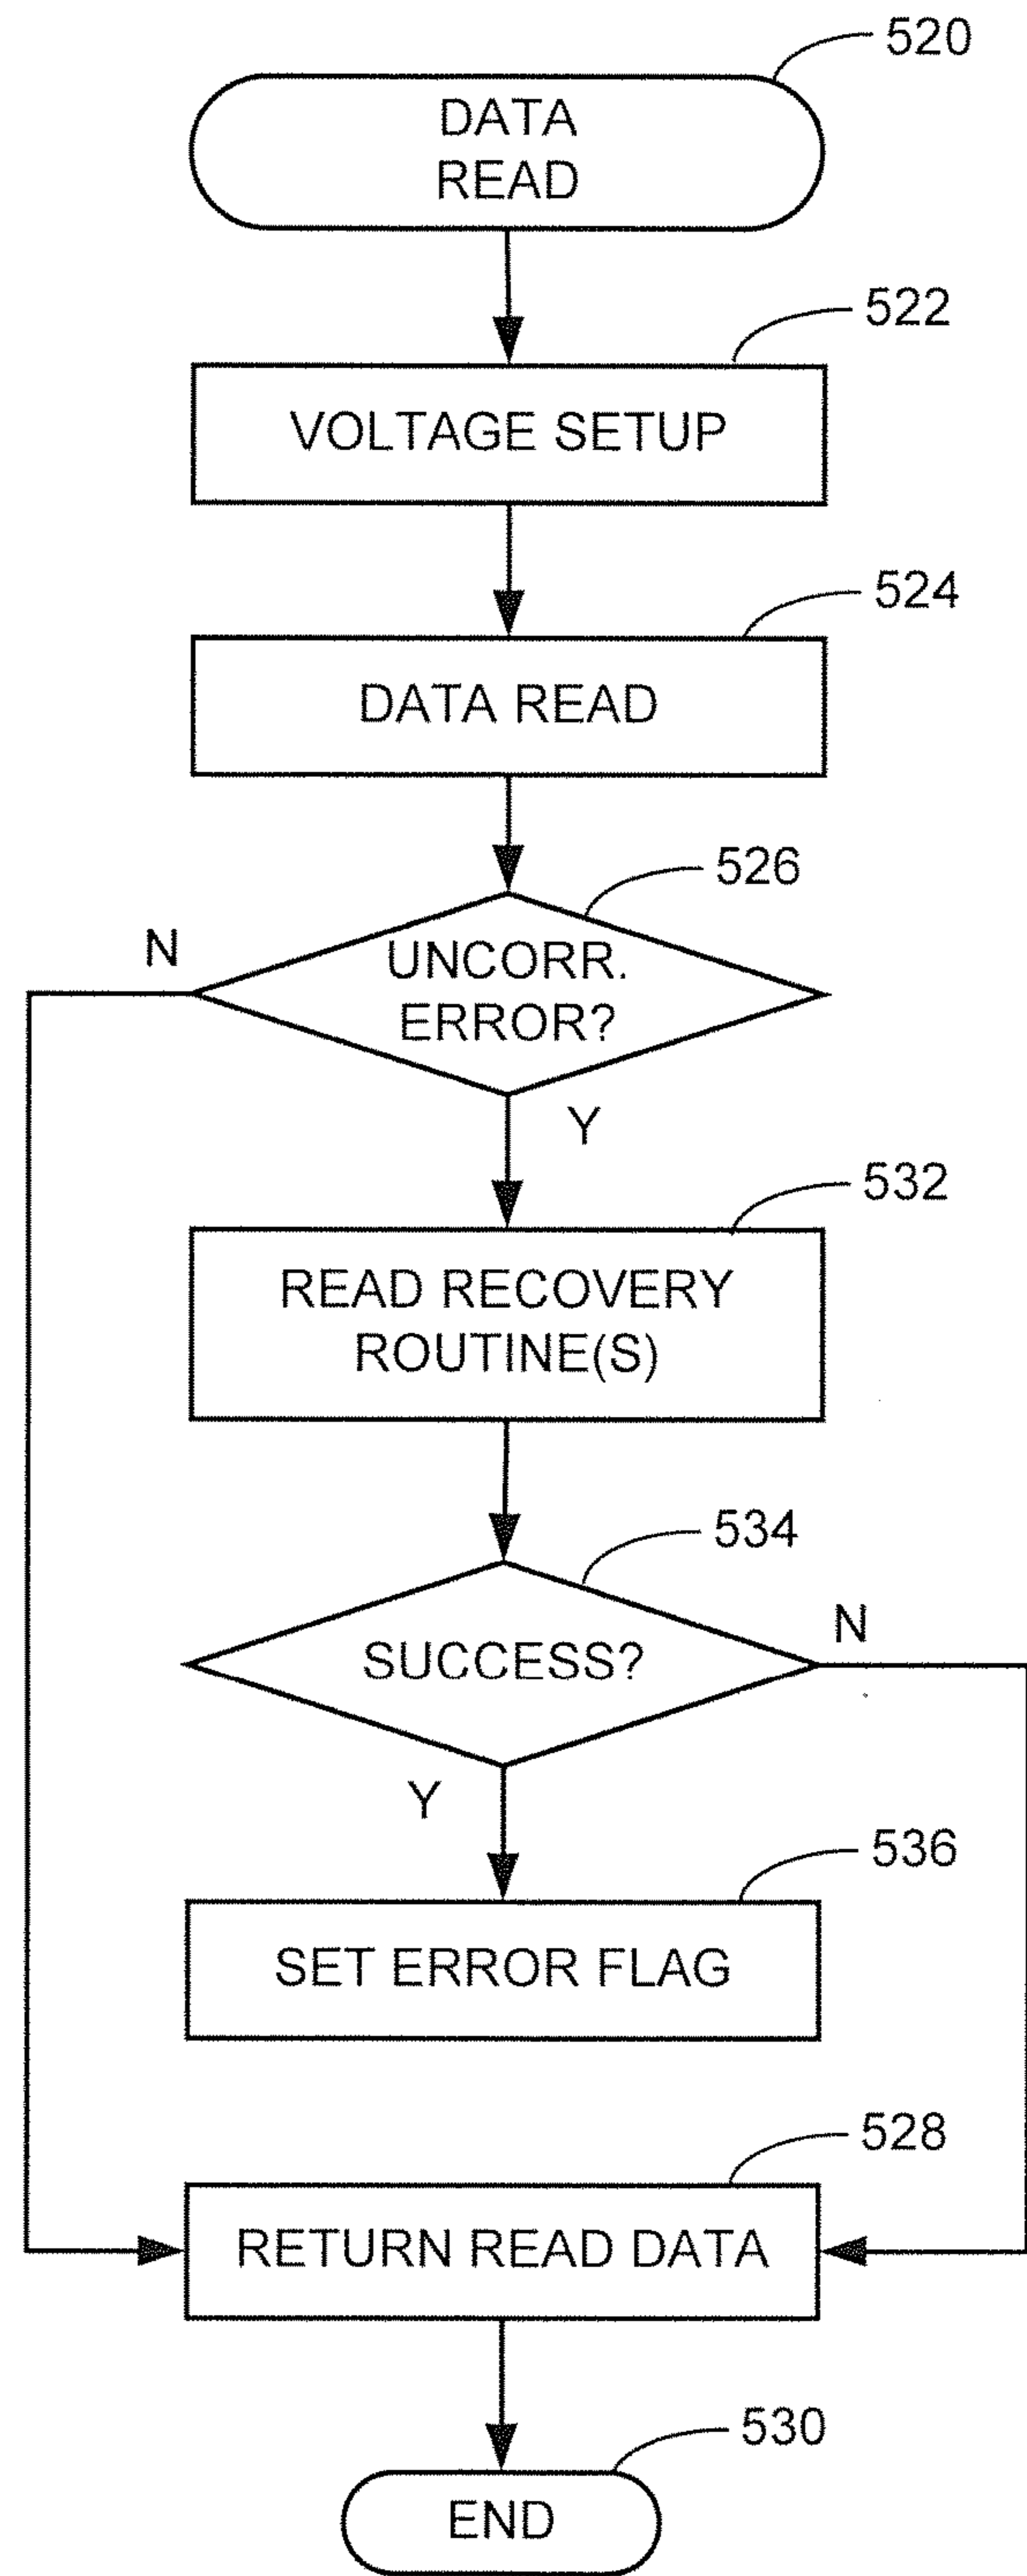 520
DATA
READ
522
VOLTAGE SETUP
524
DATA READ
526
N
UNCORR.
ERROR?
Y
532
READ RECOVERY
ROUTINE(S)
534
N
SUCCESS?
Y
536
SET ERROR FLAG
528
RETURN READ DATA
530
END